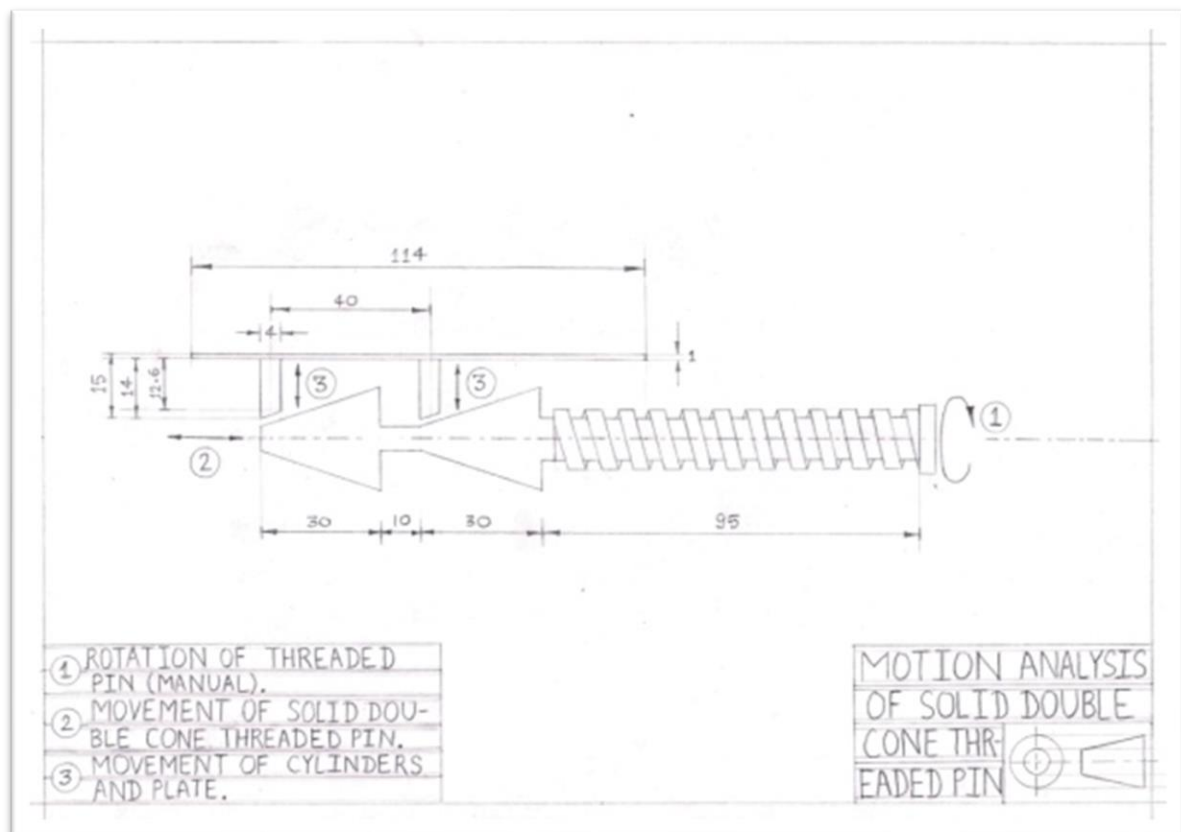 114
40
4
1
15
14
12.6
3
3
1
2
30
10
30
95
1 ROTATION OF THREADED
PIN (MANUAL).
2 MOVEMENT OF SOLID DOU-
BLE CONE THREADED PIN.
3 MOVEMENT OF CYLINDERS
AND PLATE.
MOTION ANALYSIS
OF SOLID DOUBLE
CONE THR-
EADED PIN